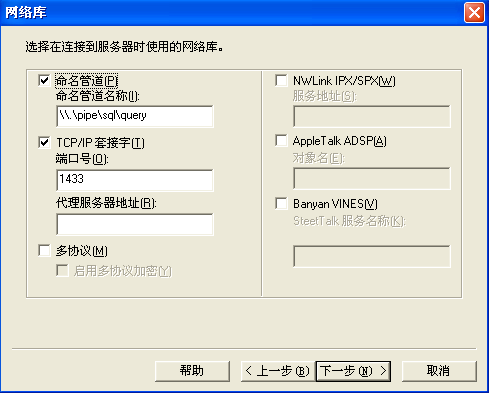 网络库
选择在连接到服务器时使用的网络库。
命名管道(P)
命名管道名称(I):
\\.\pipe\sql\query
TCP/IP 套接字(T)
端口号(O):
1433
代理服务器地址(R):
多协议(M)
启用多协议加密(Y)
NWLink IPX/SPX(W)
服务地址(S):
AppleTalk ADSP(A)
对象名(E):
Banyan VINES(V)
SteetTalk 服务名称(K):
帮助
< 上一步(B)
下一步(N) >
取消